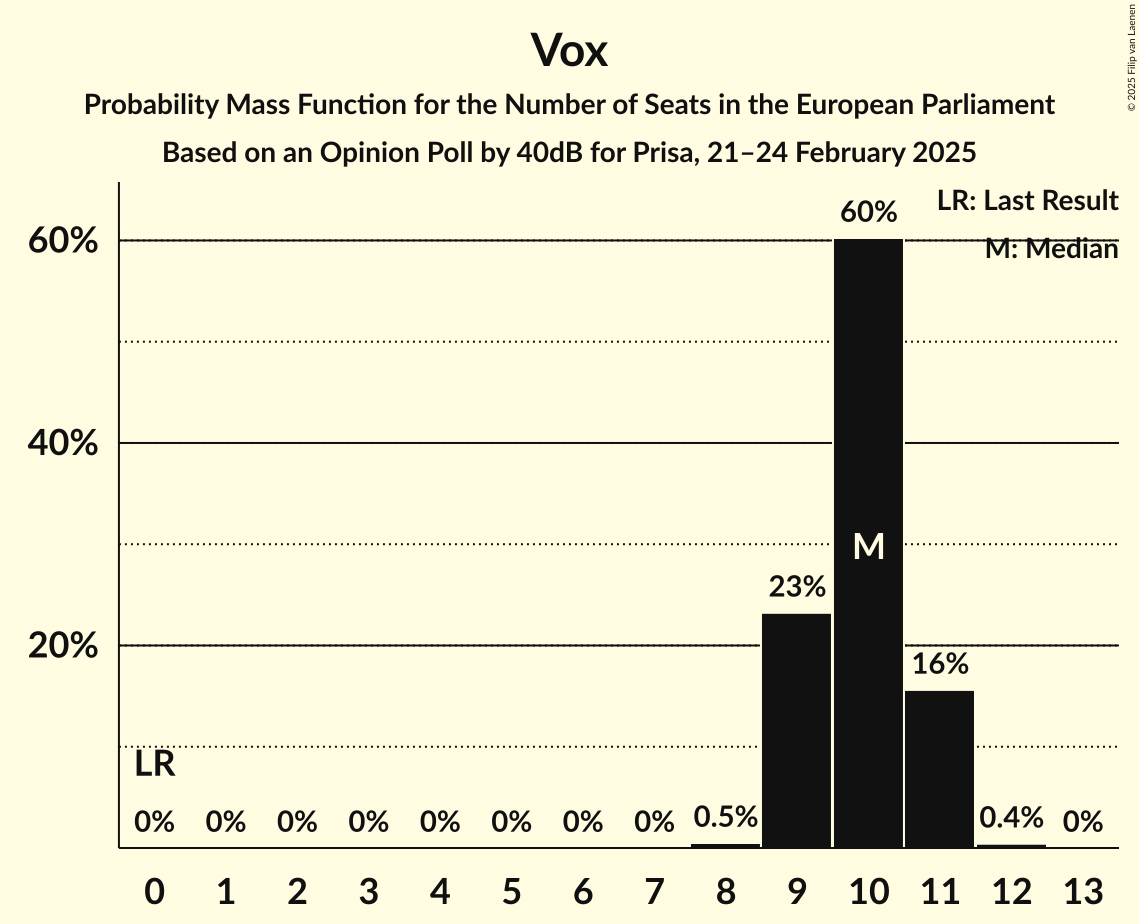 Vox
Probability Mass Function for the Number of Seats in the European Parliament
Based on an Opinion Poll by 40dB for Prisa, 21–24 February 2025
© 2025 Filip van Laenen
LR: Last Result
M: Median
60%
40%
20%
60%
M
23%
16%
LR
0% 0% 0% 0% 0% 0% 0% 0% 0.5% 0.4% 0%
0 1 2 3 4 5 6 7 8 9 10 11 12 13